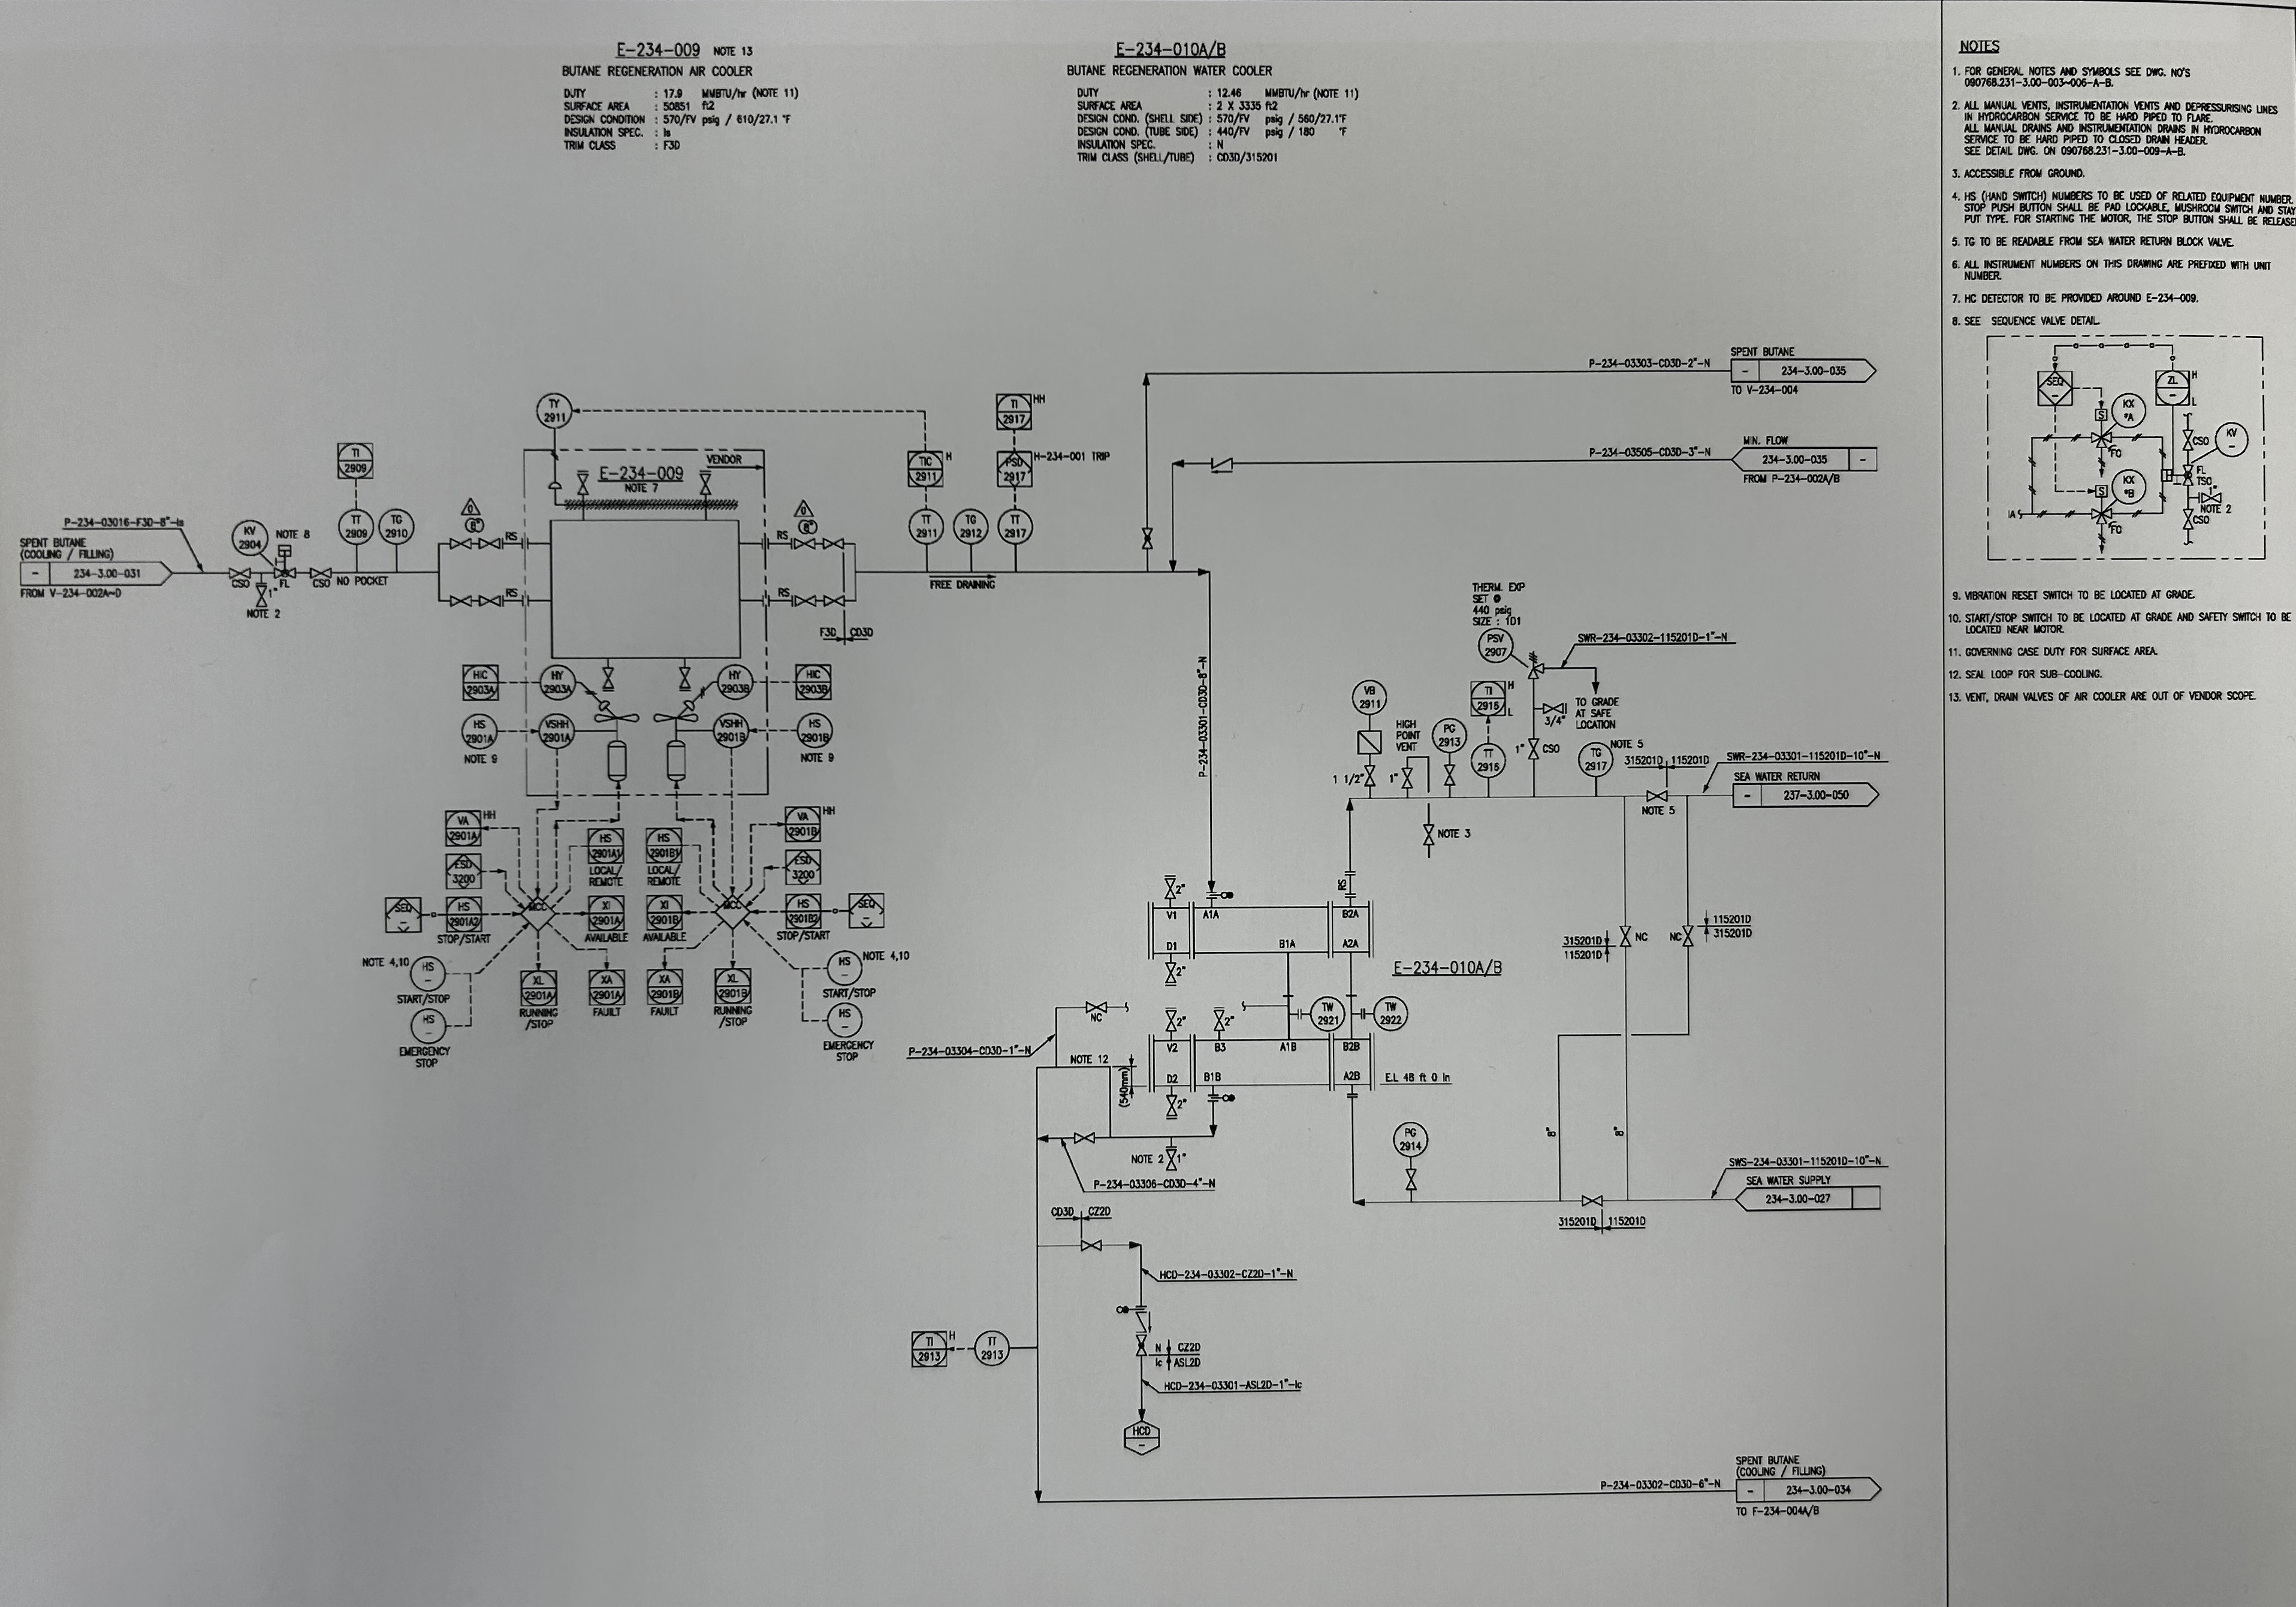 E-234-009 NOTE 13
BUTANE REGENERATION AIR COOLER
DUTY : 17.9 MMBTU/hr (NOTE 11)
SURFACE AREA : 50851 ft2
DESIGN CONDITION : 570/FV psig / 610/27.1 °F
INSULATION SPEC. : Is
TRIM CLASS : F3D
E-234-010A/B
BUTANE REGENERATION WATER COOLER
DUTY : 12.46 MMBTU/hr (NOTE 11)
SURFACE AREA : 2 X 3335 ft2
DESIGN COND. (SHELL SIDE) : 570/FV psig / 560/27.1°F
DESIGN COND. (TUBE SIDE) : 440/FV psig / 180 °F
INSULATION SPEC. : N
TRIM CLASS (SHELL/TUBE) : CD3D/315201
P-234-03016-F3D-8"-Is
SPENT BUTANE
(COOLING / FILLING)
- 234-3.00-031
FROM V-234-002A~D
KV
2904
NOTE 8
CSO
FL
CSO
NO POCKET
1"
NOTE 2
TI
2909
TT
2909
TG
2910
8"
RS
RS
TY
2911
VENDOR
E-234-009
NOTE 7
8"
RS
RS
F3D CD3D
TIC
2911
H
TT
2911
TG
2912
TI
2917
HH
PSD
2917
H-234-001 TRIP
TT
2917
FREE DRAINING
P-234-03303-CD3D-2"-N
SPENT BUTANE
- 234-3.00-035
TO V-234-004
P-234-03505-CD3D-3"-N
MIN. FLOW
234-3.00-035 -
FROM P-234-002A/B
P-234-03301-CD3D-8"-N
HIC
2903A
HY
2903A
HY
2903B
HIC
2903B
HS
2901A
NOTE 9
VSHH
2901A
VSHH
2901B
HS
2901B
NOTE 9
VA
2901A
HH
ESD
3200
SEQ
-
HS
2901A2
STOP/START
MCC
HS
2901A1
LOCAL/
REMOTE
XI
2901A
AVAILABLE
HS
2901B1
LOCAL/
REMOTE
XI
2901B
AVAILABLE
MCC
VA
2901B
HH
ESD
3200
HS
2901B2
STOP/START
SEQ
-
NOTE 4,10
HS
-
START/STOP
HS
-
EMERGENCY
STOP
XL
2901A
RUNNING
/STOP
XA
2901A
FAUILT
XA
2901B
FAUILT
XL
2901B
RUNNING
/STOP
NOTE 4,10
HS
-
START/STOP
HS
-
EMERGENCY
STOP
THERM. EXP
SET @
440 psig
SIZE : 1D1
PSV
2907
SWR-234-03302-115201D-1"-N
TO GRADE
AT SAFE
LOCATION
3/4"
1"
CSO
VB
2911
1 1/2"
HIGH
POINT
VENT
1"
PG
2913
TI
2916
H
L
TT
2916
TG
2917
NOTE 5
315201D 115201D
NOTE 5
SWR-234-03301-115201D-10"-N
SEA WATER RETURN
- 237-3.00-050
NOTE 3
RS
2"
V1
A1A
B2A
D1
B1A
A2A
2"
E-234-010A/B
TW
2921
TW
2922
2"
2"
V2
B3
A1B
B2B
D2
B1B
A2B
2"
E.L 48 ft 0 in
NC
P-234-03304-CD3D-1"-N
NOTE 12
(540mm)
NOTE 2
1"
P-234-03306-CD3D-4"-N
315201D
115201D
NC
NC
115201D
315201D
8"
8"
PG
2914
SWS-234-03301-115201D-10"-N
SEA WATER SUPPLY
234-3.00-027
315201D 115201D
CD3D CZ2D
HCD-234-03302-CZ2D-1"-N
N CZ2D
Ic ASL2D
HCD-234-03301-ASL2D-1"-Ic
HCD
-
TI
2913
H
TT
2913
P-234-03302-CD3D-6"-N
SPENT BUTANE
(COOLING / FILLING)
- 234-3.00-034
TO F-234-004A/B
NOTES
1. FOR GENERAL NOTES AND SYMBOLS SEE DWG. NO'S
090768.231-3.00-003~006-A-B.
2. ALL MANUAL VENTS, INSTRUMENTATION VENTS AND DEPRESSURISING LINES
IN HYDROCARBON SERVICE TO BE HARD PIPED TO FLARE.
ALL MANUAL DRAINS AND INSTRUMENTATION DRAINS IN HYDROCARBON
SERVICE TO BE HARD PIPED TO CLOSED DRAIN HEADER.
SEE DETAIL DWG. ON 090768.231-3.00-009-A-B.
3. ACCESSIBLE FROM GROUND.
4. HS (HAND SWITCH) NUMBERS TO BE USED OF RELATED EQUIPMENT NUMBER.
STOP PUSH BUTTON SHALL BE PAD LOCKABLE, MUSHROOM SWITCH AND STAY
PUT TYPE. FOR STARTING THE MOTOR, THE STOP BUTTON SHALL BE RELEASE
5. TG TO BE READABLE FROM SEA WATER RETURN BLOCK VALVE.
6. ALL INSTRUMENT NUMBERS ON THIS DRAWING ARE PREFIXED WITH UNIT
NUMBER.
7. HC DETECTOR TO BE PROVIDED AROUND E-234-009.
8. SEE SEQUENCE VALVE DETAIL.
SEQ
-
ZL
-
H
L
S
KX
*A
FO
S
KX
*B
FO
IA
CSO
KV
-
FL
TSO
1"
NOTE 2
CSO
9. VIBRATION RESET SWITCH TO BE LOCATED AT GRADE.
10. START/STOP SWITCH TO BE LOCATED AT GRADE AND SAFETY SWITCH TO BE
LOCATED NEAR MOTOR.
11. GOVERNING CASE DUTY FOR SURFACE AREA.
12. SEAL LOOP FOR SUB-COOLING.
13. VENT, DRAIN VALVES OF AIR COOLER ARE OUT OF VENDOR SCOPE.